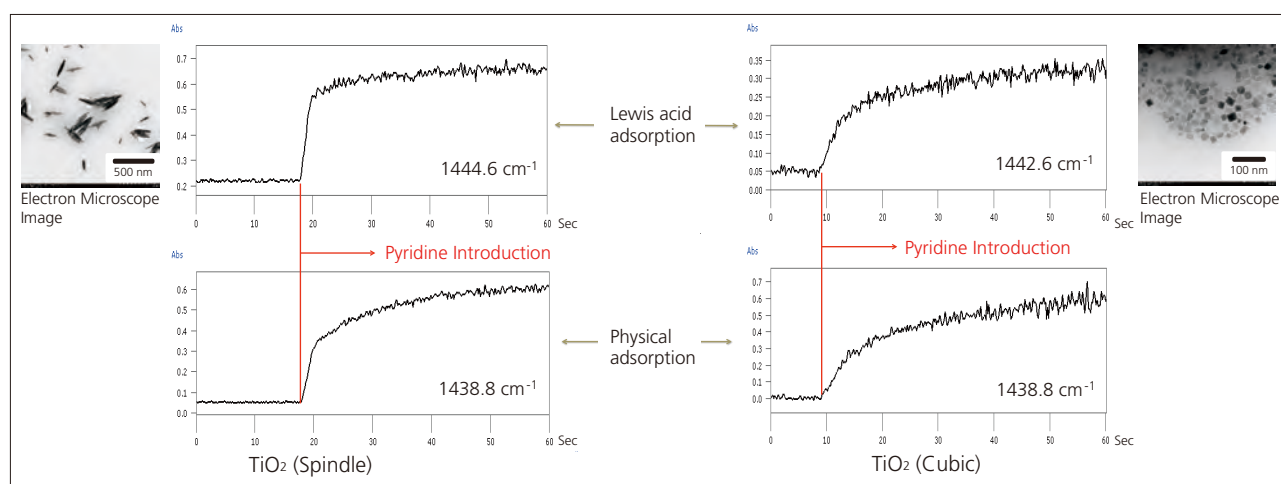 Abs
0.7
0.6
0.5
0.4
0.3
0.2
0 10 20 30 40 50 60 Sec
1444.6 cm⁻¹
500 nm
Electron Microscope
Image
Lewis acid
adsorption
Abs
0.35
0.30
0.25
0.20
0.15
0.10
0.05
0.00
0 10 20 30 40 50 60 Sec
1442.6 cm⁻¹
100 nm
Electron Microscope
Image
Pyridine Introduction
Pyridine Introduction
Abs
0.6
0.5
0.4
0.3
0.2
0.1
0.0
0 10 20 30 40 50 60 Sec
1438.8 cm⁻¹
Physical
adsorption
Abs
0.7
0.6
0.5
0.4
0.3
0.2
0.1
0.0
0 10 20 30 40 50 60 Sec
1438.8 cm⁻¹
TiO₂ (Spindle)
TiO₂ (Cubic)